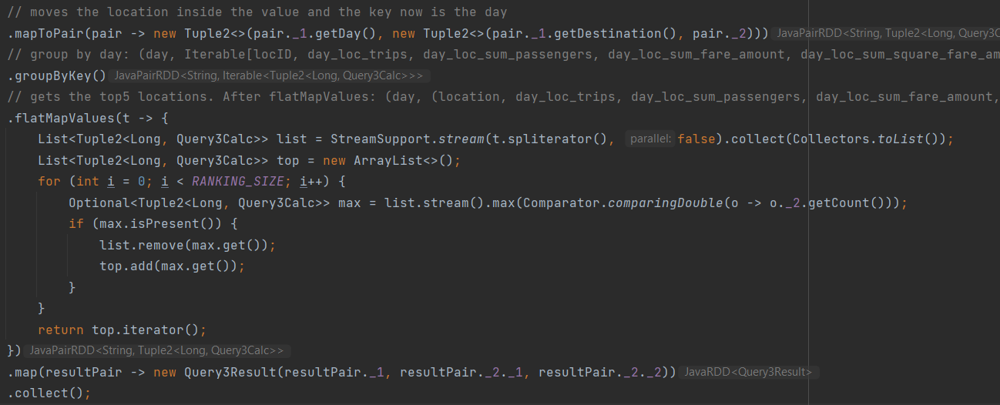 // moves the location inside the value and the key now is the day
.mapToPair(pair -> new Tuple2<>(pair._1.getDay(), new Tuple2<>(pair._1.getDestination(), pair._2))) JavaPairRDD<String, Tuple2<Long, Query3C
// group by day: (day, Iterable[locID, day_loc_trips, day_loc_sum_passengers, day_loc_sum_fare_amount, day_loc_sum_square_fare_am
.groupByKey() JavaPairRDD<String, Iterable<Tuple2<Long, Query3Calc>>>
// gets the top5 locations. After flatMapValues: (day, (location, day_loc_trips, day_loc_sum_passengers, day_loc_sum_fare_amount,
.flatMapValues(t -> {
    List<Tuple2<Long, Query3Calc>> list = StreamSupport.stream(t.spliterator(), parallel: false).collect(Collectors.toList());
    List<Tuple2<Long, Query3Calc>> top = new ArrayList<>();
    for (int i = 0; i < RANKING_SIZE; i++) {
        Optional<Tuple2<Long, Query3Calc>> max = list.stream().max(Comparator.comparingDouble(o -> o._2.getCount()));
        if (max.isPresent()) {
            list.remove(max.get());
            top.add(max.get());
        }
    }
    return top.iterator();
}) JavaPairRDD<String, Tuple2<Long, Query3Calc>>
.map(resultPair -> new Query3Result(resultPair._1, resultPair._2._1, resultPair._2._2)) JavaRDD<Query3Result>
.collect();